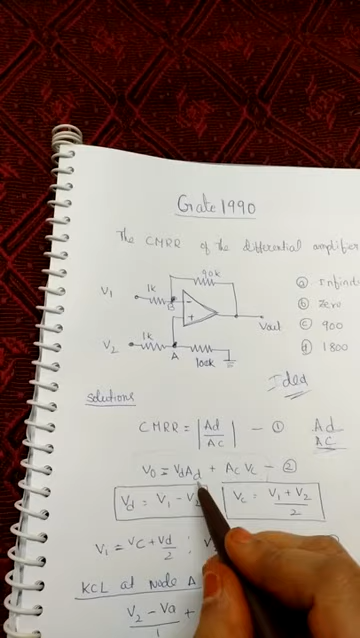 Gate 1990
The CMRR of the differential amplifier
90k
V1 1k B -
(a) Infinite
+ Vout
(b) zero
(c) 900
V2 1k A 100k
(d) 1800
Ideal
Solutions
CMRR = |Ad/AC| - ① Ad/AC
Vo = VdAd + AcVc - ②
Vd = V1 - V2 Vc = V1 + V2 / 2
V1 = VC + Vd/2 ;
KCL at Node A
V2 - Va / 1 +